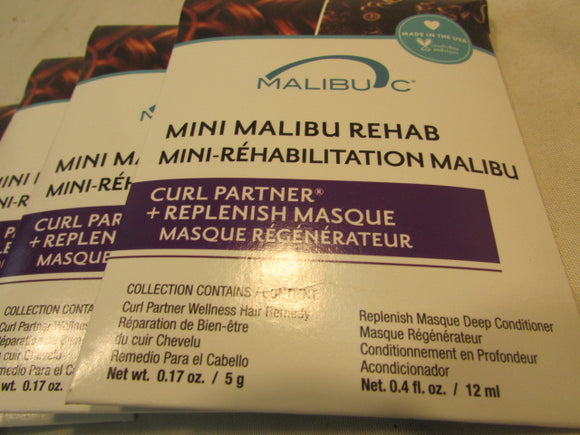 MADE IN THE USA
MALIBU C®
MINI MALIBU REHAB
MINI-RÉHABILITATION MALIBU
CURL PARTNER®
+ REPLENISH MASQUE
MASQUE RÉGÉNÉRATEUR
COLLECTION CONTAINS /
Curl Partner Wellness Hair Remedy
Réparation de Bien-être
du cuir Chevelu
Remedio Para el Cabello
Net wt. 0.17 oz. / 5 g
Replenish Masque Deep Conditioner
Masque Régénérateur
Conditionnement en Profondeur
Acondicionador
Net. 0.4 fl. oz. / 12 ml
MINI MA
MINI-RÉH
CURL PAR
+ REPLEN
MASQUE
COLLECTION CONTA
Curl Partner Wellnes
Réparation de Bie
du cuir Chevelu
Remedio Para el C
Net wt. 0.17 oz.
MINI
MINI-R